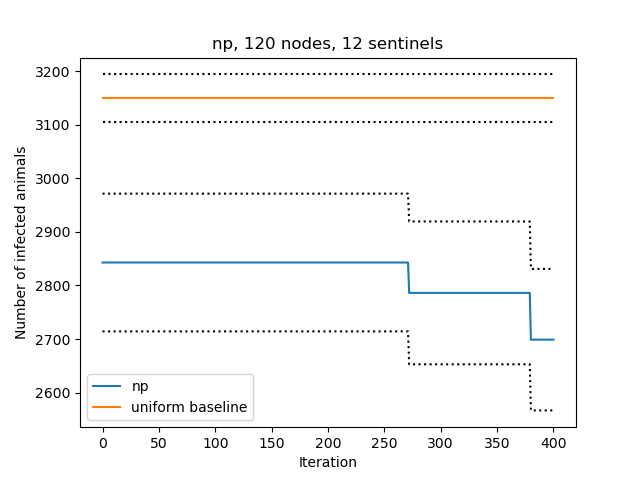 np, 120 nodes, 12 sentinels
3200
3100
3000
2900
2800
2700
2600
Number of infected animals
np
uniform baseline
0 50 100 150 200 250 300 350 400
Iteration